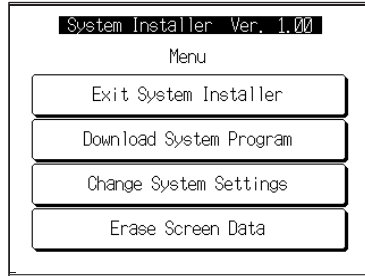 System Installer Ver. 1.00
Menu
Exit System Installer
Download System Program
Change System Settings
Erase Screen Data